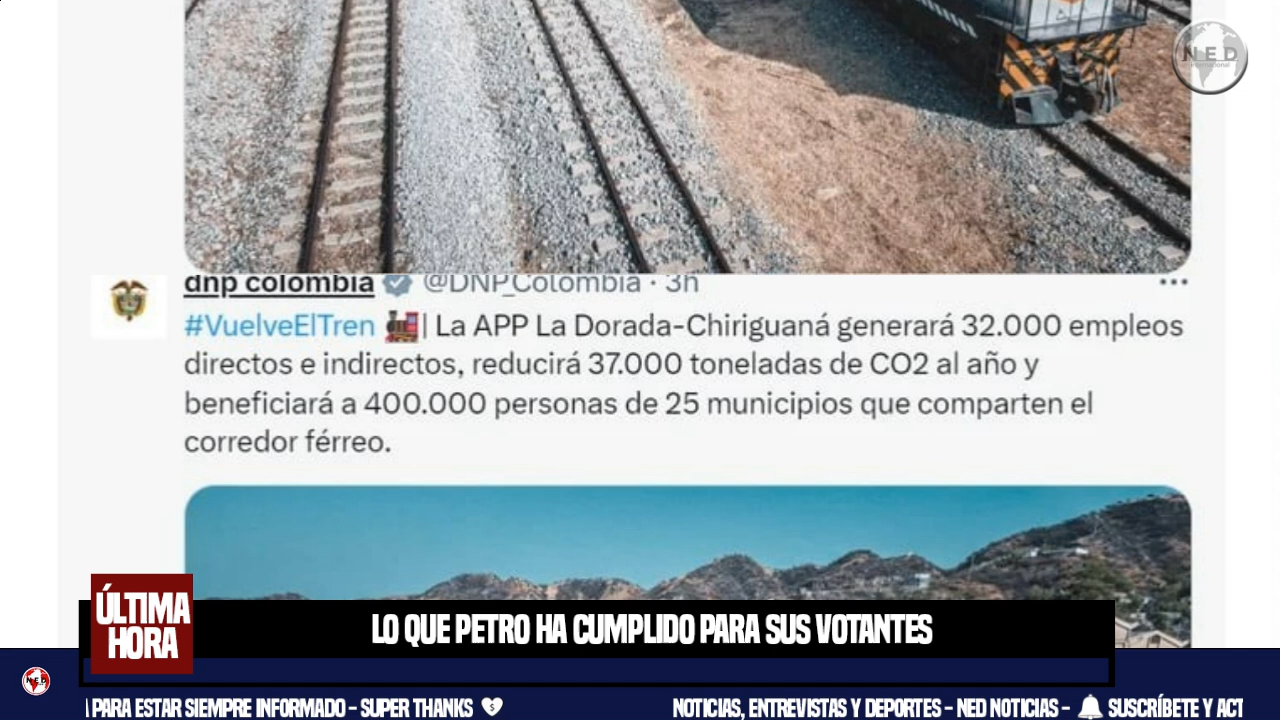 NED
International
dnp colombia @DNP_Colombia · 3h
#VuelveElTren | La APP La Dorada-Chiriguaná generará 32.000 empleos
directos e indirectos, reducirá 37.000 toneladas de CO2 al año y
beneficiará a 400.000 personas de 25 municipios que comparten el
corredor férreo.
ÚLTIMA
HORA
LO QUE PETRO HA CUMPLIDO PARA SUS VOTANTES
PARA ESTAR SIEMPRE INFORMADO - SUPER THANKS
NOTICIAS, ENTREVISTAS Y DEPORTES - NED NOTICIAS - SUSCRÍBETE Y ACT